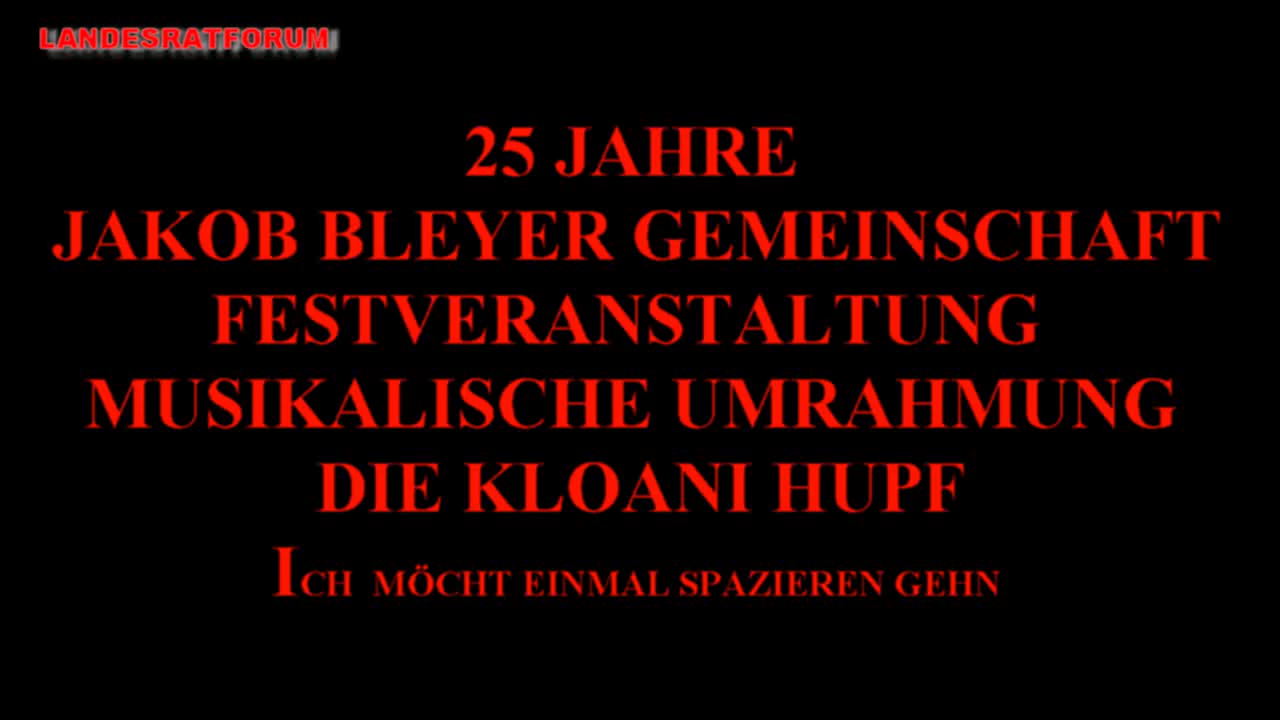 LANDESRATFORUM
25 JAHRE
JAKOB BLEYER GEMEINSCHAFT
FESTVERANSTALTUNG
MUSIKALISCHE UMRAHMUNG
DIE KLOANI HUPF
ICH MÖCHT EINMAL SPAZIEREN GEHN